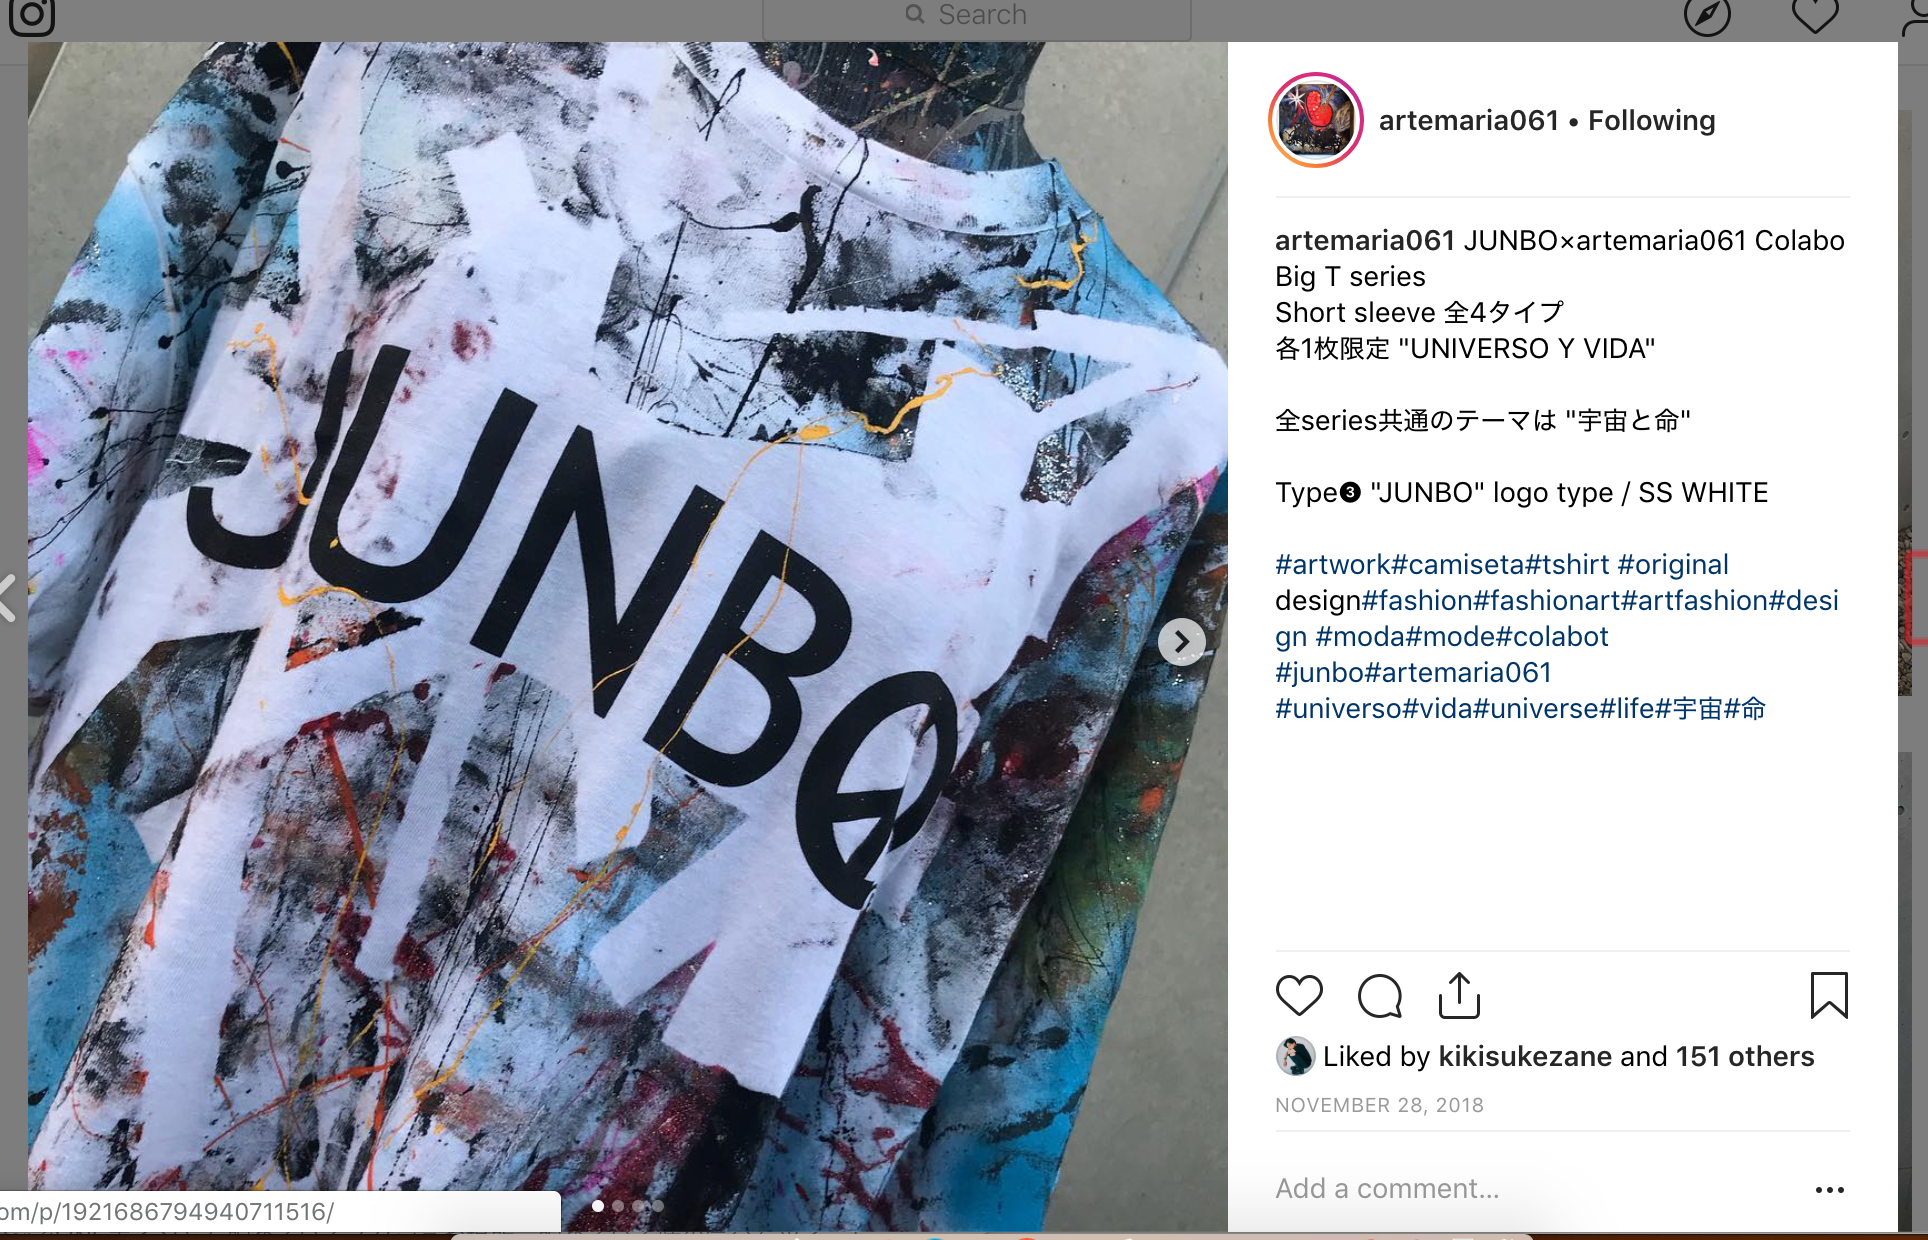 Search
JUNBO
artemaria061 • Following
artemaria061 JUNBO×artemaria061 Colabo
Big T series
Short sleeve 全4タイプ
各1枚限定 "UNIVERSO Y VIDA"
全series共通のテーマは "宇宙と命"
Type❸ "JUNBO" logo type / SS WHITE
#artwork#camiseta#tshirt #original
design#fashion#fashionart#artfashion#desi
gn #moda#mode#colabot
#junbo#artemaria061
#universo#vida#universe#life#宇宙#命
Liked by kikisukezane and 151 others
NOVEMBER 28, 2018
Add a comment...
om/p/1921686794940711516/